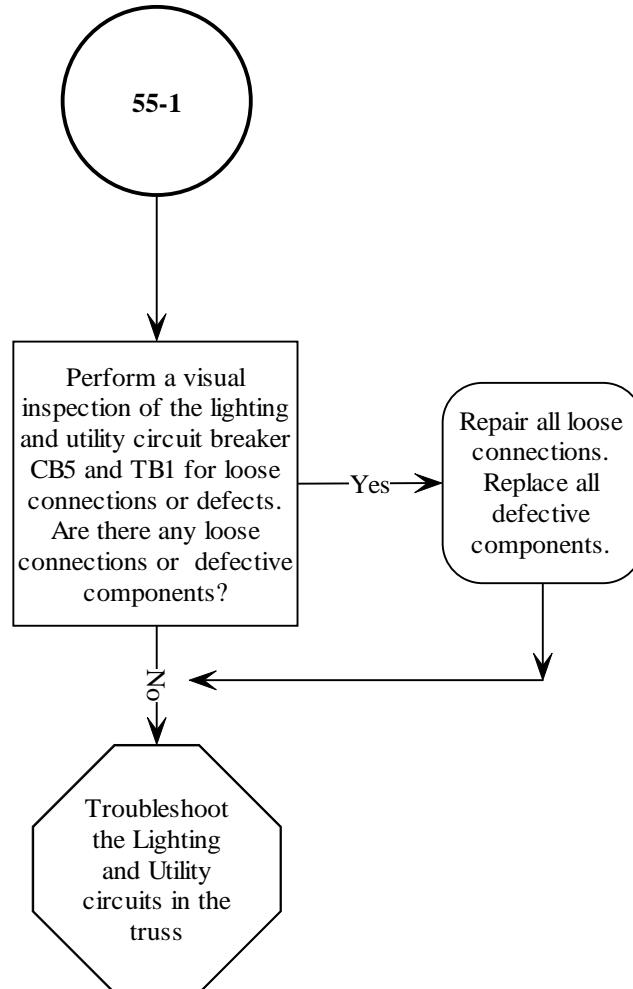 55-1
Perform a visual
inspection of the lighting
and utility circuit breaker
CB5 and TB1 for loose
connections or defects.
Are there any loose
connections or  defective
components?
Yes
Repair all loose
connections.
Replace all
defective
components.
No
Troubleshoot
the Lighting
and Utility
circuits in the
truss